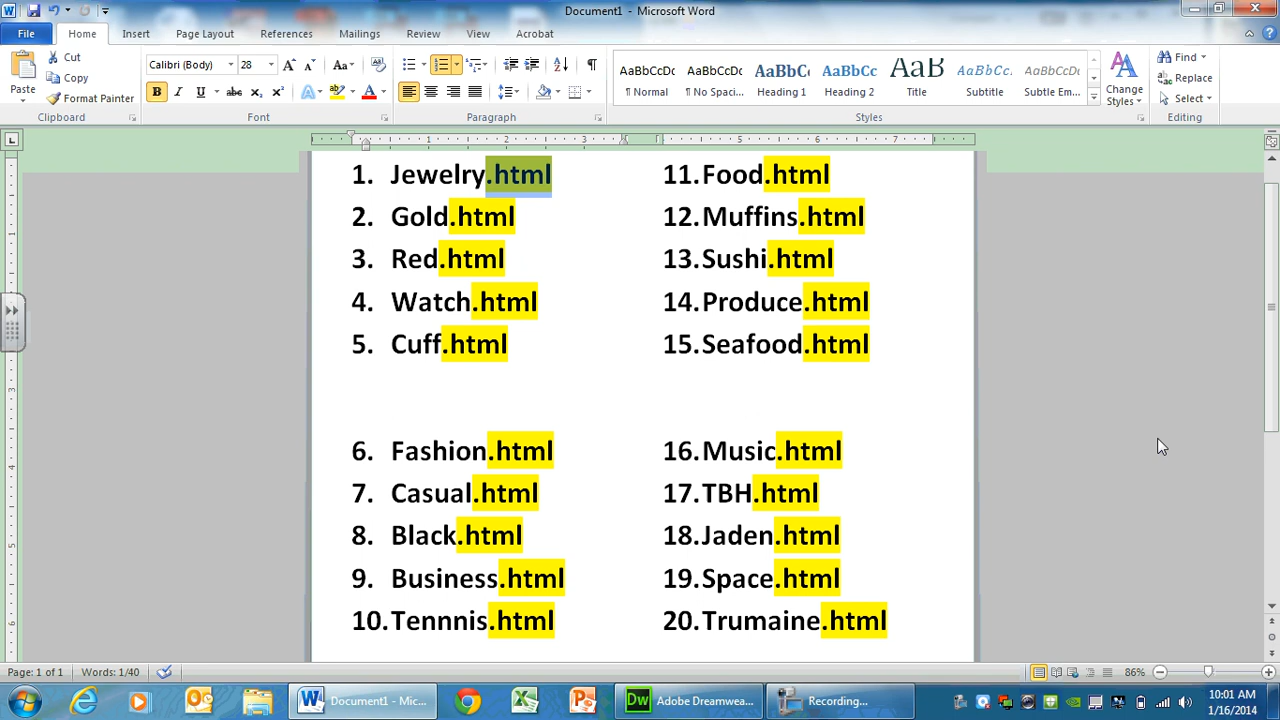 Document1 - Microsoft Word
File Home Insert Page Layout References Mailings Review View Acrobat
Paste
Cut
Copy
Format Painter
Clipboard
Calibri (Body) 28
Font
Paragraph
AaBbCcDc
¶ Normal
AaBbCcDc
¶ No Spaci...
AaBbCc
Heading 1
AaBbCc
Heading 2
AaB
Title
AaBbCcL
Subtitle
AaBbCcDc
Subtle Em...
Change Styles
Styles
Find
Replace
Select
Editing
1. Jewelry.html
2. Gold.html
3. Red.html
4. Watch.html
5. Cuff.html
6. Fashion.html
7. Casual.html
8. Black.html
9. Business.html
10. Tennnis.html
11. Food.html
12. Muffins.html
13. Sushi.html
14. Produce.html
15. Seafood.html
16. Music.html
17. TBH.html
18. Jaden.html
19. Space.html
20. Trumaine.html
Page: 1 of 1 Words: 1/40
86%
Document1 - Mic...
Adobe Dreamwea...
Recording...
10:01 AM
1/16/2014